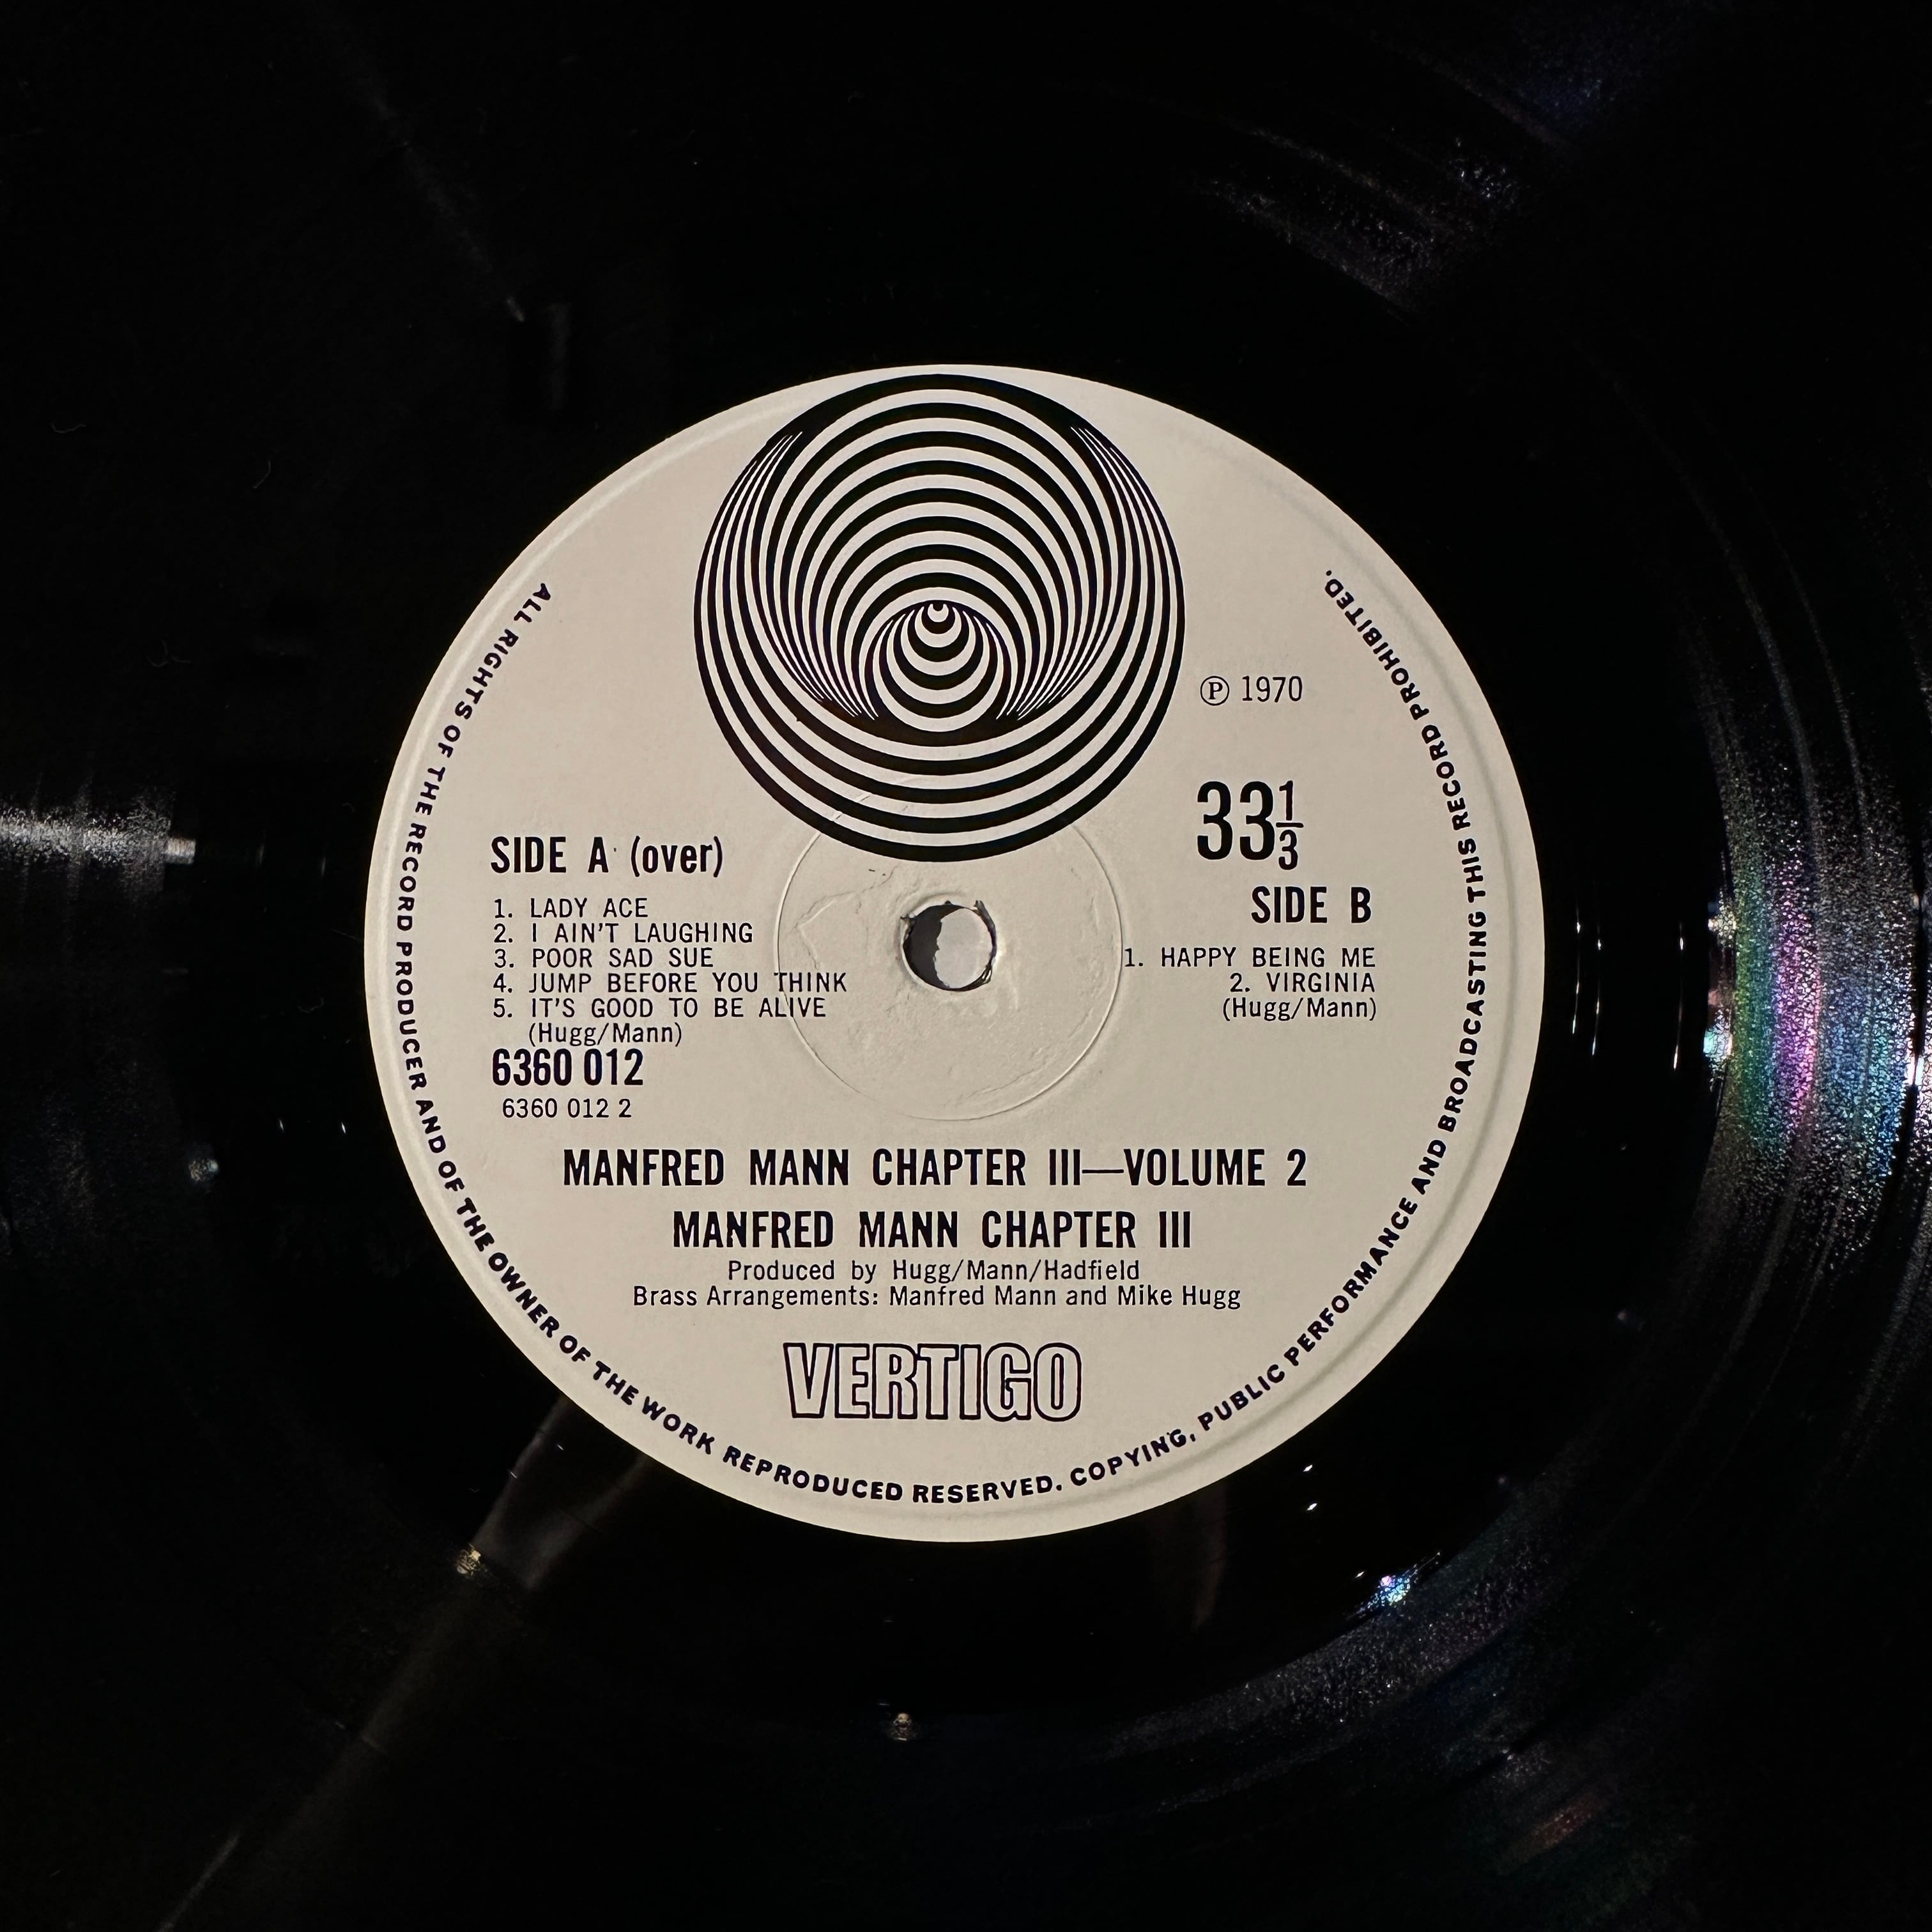 ALL RIGHTS OF THE RECORD PRODUCER AND OF THE OWNER OF THE WORK REPRODUCED RESERVED. COPYING, PUBLIC PERFORMANCE AND BROADCASTING THIS RECORD PROHIBITED.
℗ 1970
33⅓
SIDE A (over)
1. LADY ACE
2. I AIN'T LAUGHING
3. POOR SAD SUE
4. JUMP BEFORE YOU THINK
5. IT'S GOOD TO BE ALIVE
(Hugg/Mann)
6360 012
6360 012 2
SIDE B
1. HAPPY BEING ME
2. VIRGINIA
(Hugg/Mann)
MANFRED MANN CHAPTER III—VOLUME 2
MANFRED MANN CHAPTER III
Produced by Hugg/Mann/Hadfield
Brass Arrangements: Manfred Mann and Mike Hugg
VERTIGO